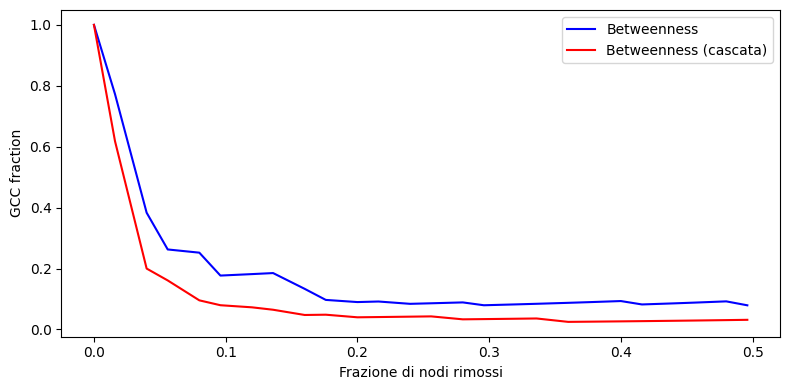 1.0
0.8
0.6
0.4
0.2
0.0
GCC fraction
Betweenness
Betweenness (cascata)
0.0 0.1 0.2 0.3 0.4 0.5
Frazione di nodi rimossi